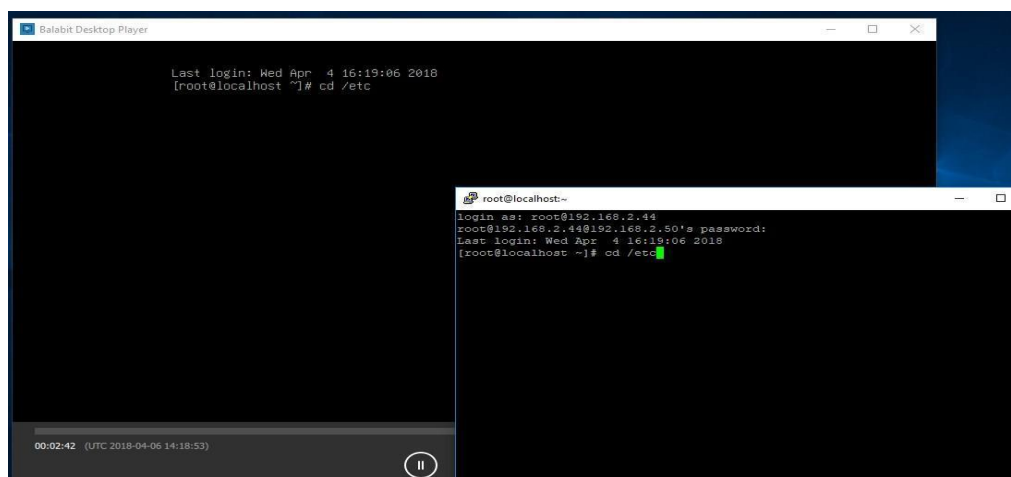 Balabit Desktop Player
Last login: Wed Apr  4 16:19:06 2018
[root@localhost ~]# cd /etc
root@localhost:~
login as: root@192.168.2.44
root@192.168.2.44@192.168.2.50's password:
Last login: Wed Apr  4 16:19:06 2018
[root@localhost ~]# cd /etc
00:02:42 (UTC 2018-04-06 14:18:53)